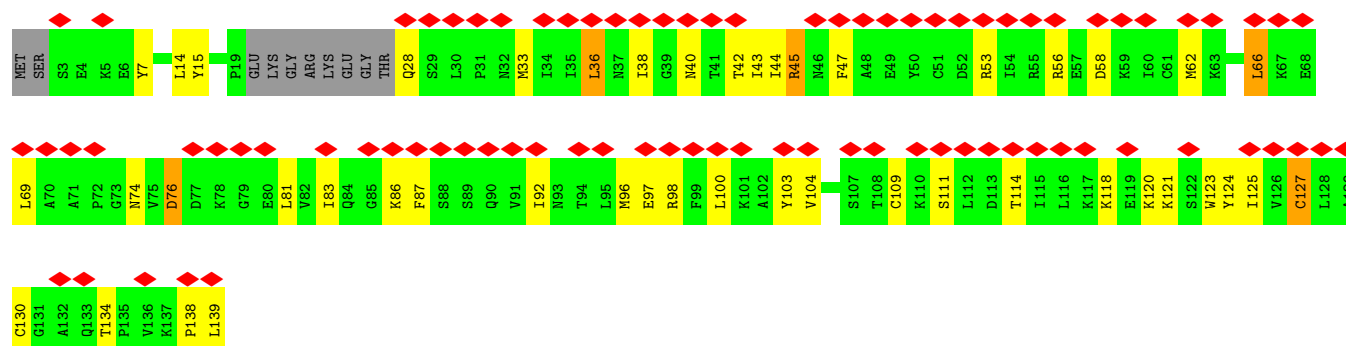 MET SER S3 E4 K5 E6 Y7 L14 Y15 P19 GLU LYS GLY ARG LYS GLU GLY THR Q28 S29 L30 P31 N32 M33 I34 I35 L36 N37 I38 G39 N40 T41 T42 I43 I44 R45 N46 F47 A48 E49 Y50 C51 D52 R53 I54 R55 R56 E57 D58 K59 I60 C61 M62 K63 L66 K67 E68
L69 A70 A71 P72 G73 N74 V75 D76 D77 K78 G79 E80 L81 V82 I83 Q84 G85 K86 F87 S88 S89 Q90 V91 I92 N93 T94 L95 M96 E97 R98 F99 L100 K101 A102 Y103 V104 S107 T108 C109 K110 S111 L112 D113 T114 I115 L116 K117 K118 E119 K120 K121 S122 W123 Y124 I125 V126 C127 L128
C130 G131 A132 Q133 T134 P135 V136 K137 P138 L139